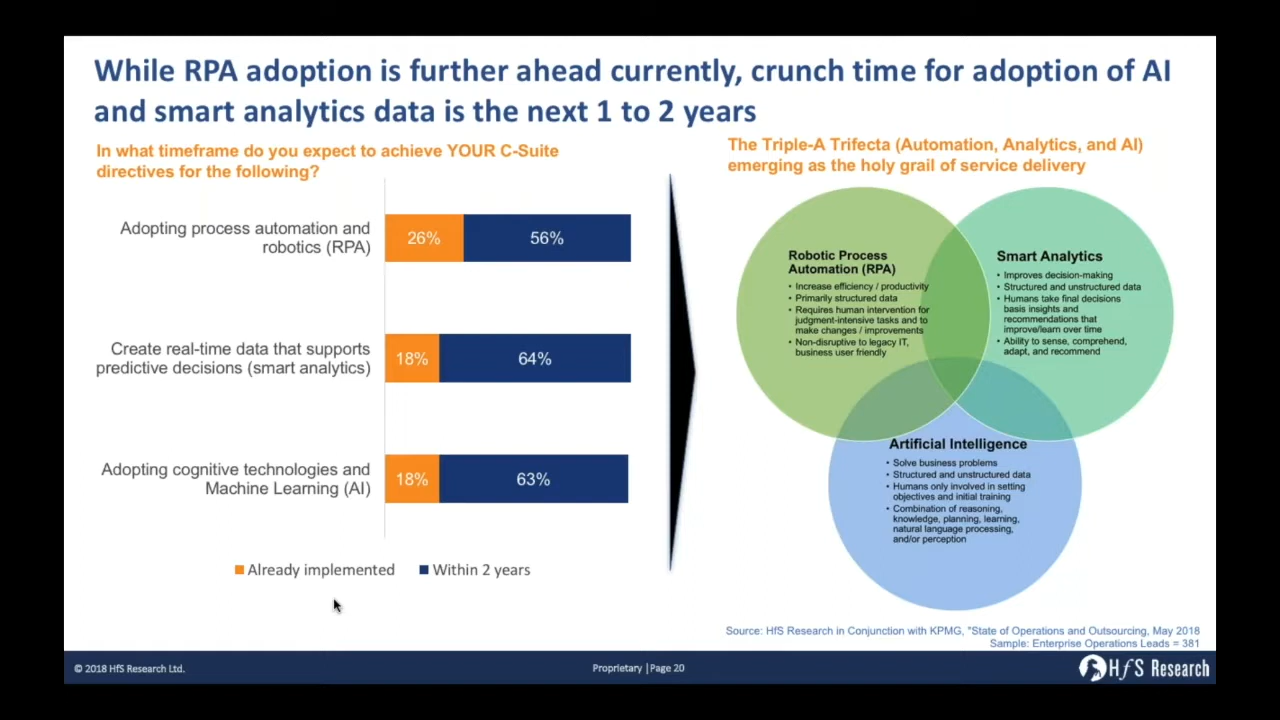 While RPA adoption is further ahead currently, crunch time for adoption of AI
and smart analytics data is the next 1 to 2 years
In what timeframe do you expect to achieve YOUR C-Suite
directives for the following?
Adopting process automation and
robotics (RPA)
26%
56%
Create real-time data that supports
predictive decisions (smart analytics)
18%
64%
Adopting cognitive technologies and
Machine Learning (AI)
18%
63%
Already implemented
Within 2 years
The Triple-A Trifecta (Automation, Analytics, and AI)
emerging as the holy grail of service delivery
Robotic Process
Automation (RPA)
• Increase efficiency / productivity
• Primarily structured data
• Requires human intervention for
judgment-intensive tasks and to
make changes / improvements
• Non-disruptive to legacy IT,
business user friendly
Smart Analytics
• Improves decision-making
• Structured and unstructured data
• Humans take final decisions
basis insights and
recommendations that
improve/learn over time
• Ability to sense, comprehend,
adapt, and recommend
Artificial Intelligence
• Solve business problems
• Structured and unstructured data
• Humans only involved in setting
objectives and initial training
• Combination of reasoning,
knowledge, planning, learning,
natural language processing,
and/or perception
Source: HfS Research in Conjunction with KPMG, "State of Operations and Outsourcing, May 2018
Sample: Enterprise Operations Leads = 381
© 2018 HfS Research Ltd.
Proprietary | Page 20
HfS Research